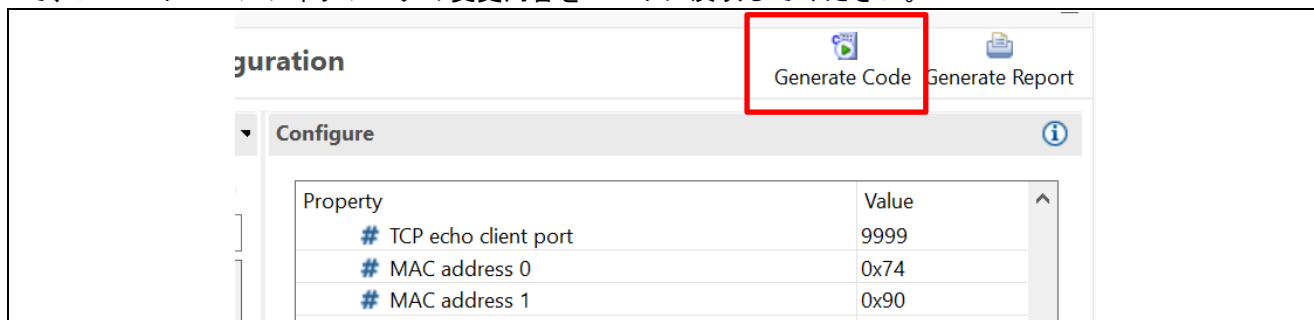 guration
Generate Code
Generate Report
Configure
Property
Value
# TCP echo client port
9999
# MAC address 0
0x74
# MAC address 1
0x90